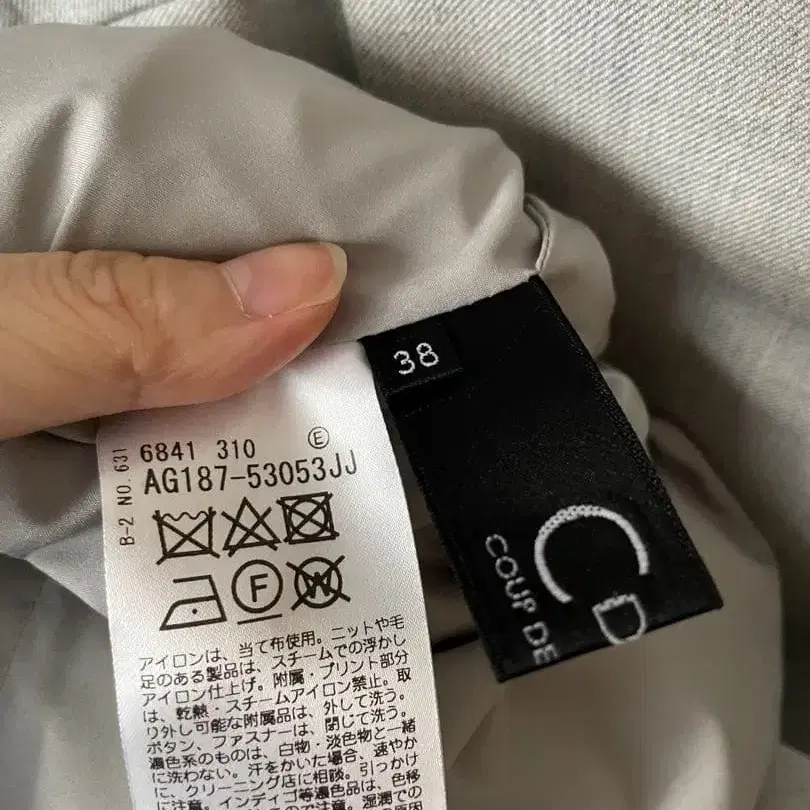 38
COUP DE
B-2 NO. 631
6841 310 Ⓔ
AG187-53053JJ
F W
アイロンは、当て布使用。ニットや毛
足のある製品は、スチームでの浮かし
アイロン仕上げ。附属・プリント部分
は、乾熱・スチームアイロン禁止。取
り外し可能な附属品は、外して洗う。
ボタン、ファスナーは、閉じて洗う。
濃色系のものは、白物・淡色物と一緒
に洗わない。汗をかいた場合、速やか
に、クリーニング店に相談。引っかけ
に注意。インディゴ等濃色品は、色移